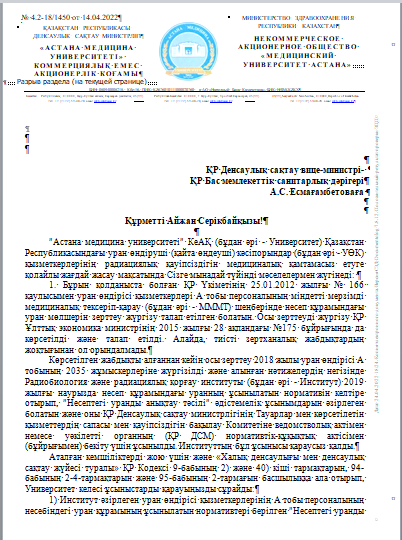 № 4.2-18/1450 от 14.04.2022
ҚАЗАҚСТАН РЕСПУБЛИКАСЫ
ДЕНСАУЛЫҚ САҚТАУ МИНИСТРЛІГІ
«АСТАНА МЕДИЦИНА
УНИВЕРСИТЕТІ»
КОММЕРЦИЯЛЫҚ ЕМЕС
АКЦИОНЕРЛІК ҚОҒАМЫ
МИНИСТЕРСТВО ЗДРАВООХРАНЕНИЯ
РЕСПУБЛИКИ КАЗАХСТАН
НЕКОММЕРЧЕСКОЕ
АКЦИОНЕРНОЕ ОБЩЕСТВО
«МЕДИЦИНСКИЙ
УНИВЕРСИТЕТ АСТАНА»
Разрыв раздела (на текущей странице)
ҚР Денсаулық сақтау вице-министрі-
ҚР Бас мемлекеттік санитарлық дәрігері
А.С. Есмағамбетоваға
Құрметті Айжан Серікбайқызы!
"Астана медицина университеті" КеАҚ (бұдан әрі - Университет) Қазақстан
Республикасындағы уран өндіруші (қайта өңдеуші) кәсіпорындар (бұдан әрі - УӨК)
қызметкерлерінің радиациялық қауіпсіздігін медициналық қамтамасыз етуге
қолайлы жағдай жасау мақсатында Сізге мынадай түйінді мәселелермен жүгінеді:
1. Бұрын қолданыста болған ҚР Үкіметінің 25.01.2012 жылғы № 166
қаулысымен уран өндірісі қызметкерлері А тобы персоналының міндетті мерзімді
медициналық тексеріп-қарау (бұдан әрі - МММТ) шеңберінде несеп құрамындағы
уран мөлшерін зерттеу жүргізу талап етілген болатын. Осы зерттеуді жүргізу ҚР
Ұлттық экономика министрінің 2015 жылғы 28 ақпандағы №175 бұйрығында да
көрсетілді және талап етілді. Алайда, тиісті зертханалық жабдықтардың
жоқтығынан ол орындалмады.
Көрсетілген жабдықты алғаннан кейін осы зерттеу 2018 жылы уран өндірісі А
тобының 2035 жұмыскерлеріне жүргізілді және алынған нәтижелердің негізінде
Радиобиология және радиациялық қорғау институты (бұдан әрі - Институт) 2019
жылғы наурызда несеп құрамындағы уранның ұсынылатын нормативін келтіре
отырып, "Несептегі уранды анықтау тәсілі" әдістемелік ұсынымдарын әзірлеген
болатын және оны ҚР Денсаулық сақтау министрлігінің Тауарлар мен көрсетілетін
қызметтердің сапасы мен қауіпсіздігін бақылау Комитетіне ведомстволық актімен
немесе уәкілетті органның (ҚР ДСМ) нормативтік-құқықтық актісімен
(бұйрығымен) бекіту үшін ұсынылды. Институттың бұл ұсынысы қараусыз қалды.
Аталған кемшіліктерді жою үшін және «Халық денсаулығы мен денсаулық
сақтау жүйесі туралы» ҚР Кодексі 9-бабының 2) және 40) кіші тармақтарын, 94-
бабының 2-4-тармақтарын және 95-бабының 2-тармағын басшылыққа ала отырып,
Университет келесі ұсыныстарды қарауыңызды сұрайды:
1) Институт әзірлеген уран өндірісі қызметкерлерінің А тобы персоналының
несебіндегі уран құрамының ұсынылатын нормативтері берілген "Несептегі уранды